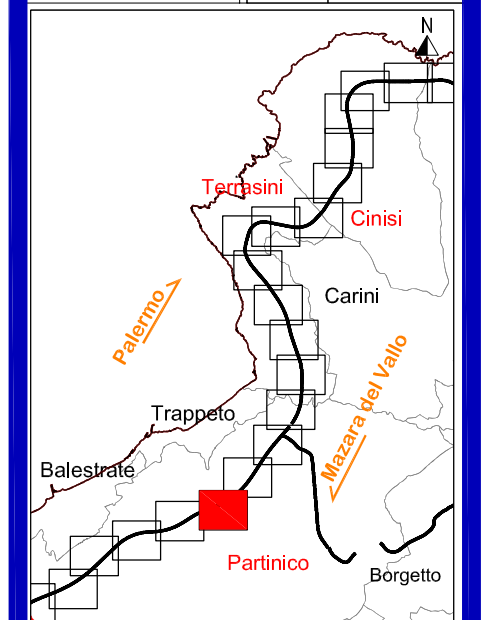 N
Terrasini
Cinisi
Carini
Palermo
Mazara del Vallo
Trappeto
Balestrate
Partinico
Borgetto